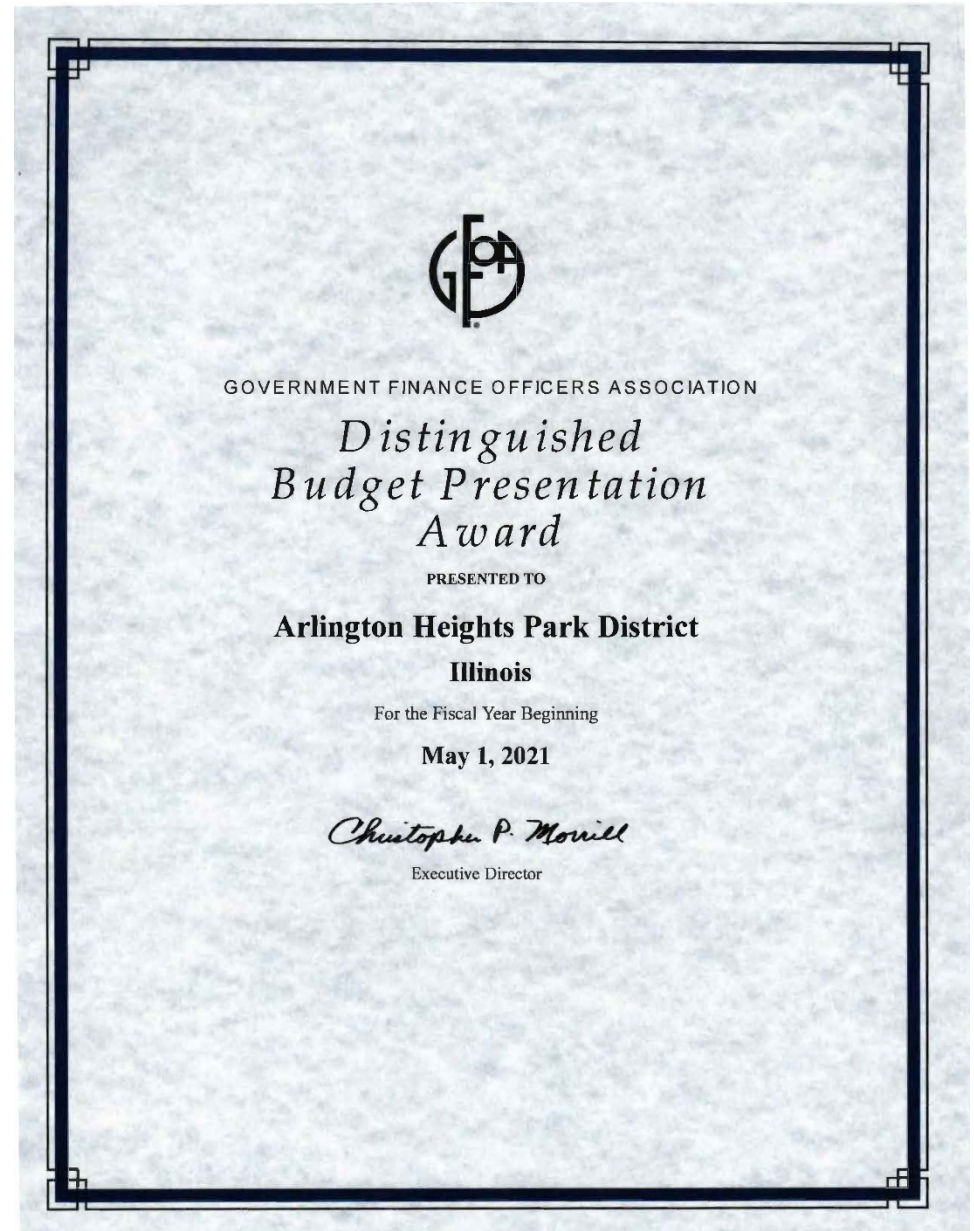 GFOA
GOVERNMENT FINANCE OFFICERS ASSOCIATION
Distinguished
Budget Presentation
Award
PRESENTED TO
Arlington Heights Park District
Illinois
For the Fiscal Year Beginning
May 1, 2021
Christopher P. Morrill
Executive Director